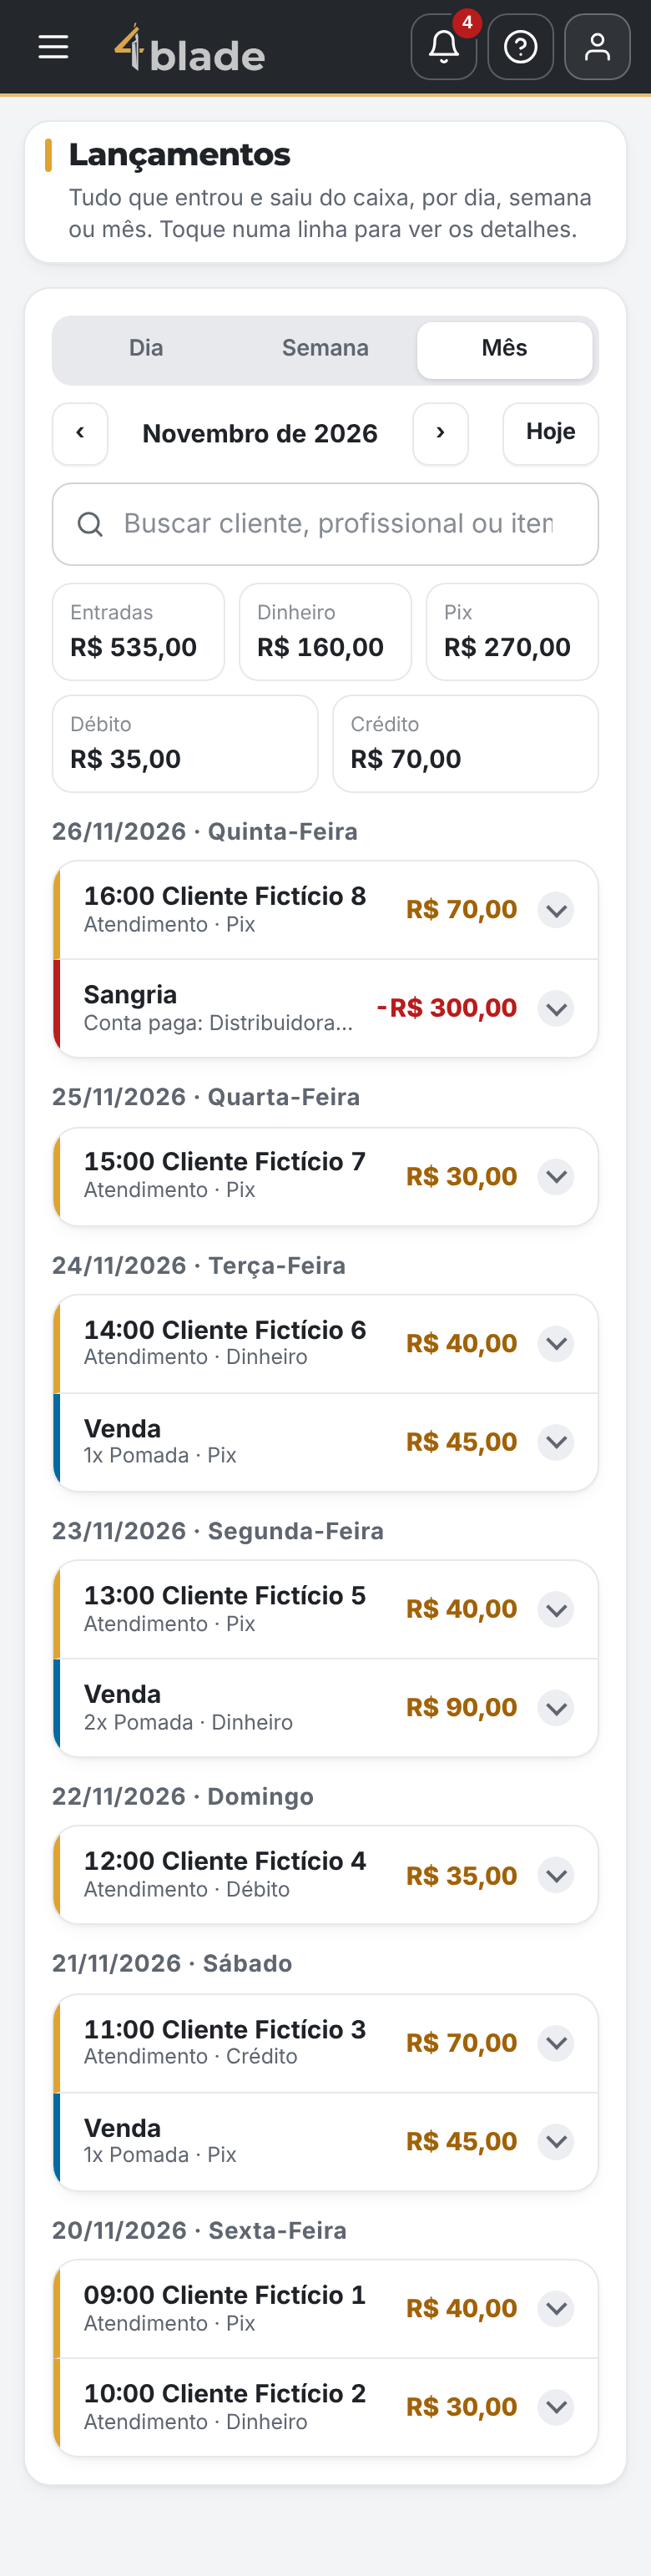 4blade
4
Lançamentos
Tudo que entrou e saiu do caixa, por dia, semana
ou mês. Toque numa linha para ver os detalhes.
Dia Semana Mês
‹ Novembro de 2026 › Hoje
Buscar cliente, profissional ou iter
Entradas Dinheiro Pix
R$ 535,00 R$ 160,00 R$ 270,00
Débito Crédito
R$ 35,00 R$ 70,00
26/11/2026 · Quinta-Feira
16:00 Cliente Fictício 8 R$ 70,00
Atendimento · Pix
Sangria -R$ 300,00
Conta paga: Distribuidora...
25/11/2026 · Quarta-Feira
15:00 Cliente Fictício 7 R$ 30,00
Atendimento · Pix
24/11/2026 · Terça-Feira
14:00 Cliente Fictício 6 R$ 40,00
Atendimento · Dinheiro
Venda R$ 45,00
1x Pomada · Pix
23/11/2026 · Segunda-Feira
13:00 Cliente Fictício 5 R$ 40,00
Atendimento · Pix
Venda R$ 90,00
2x Pomada · Dinheiro
22/11/2026 · Domingo
12:00 Cliente Fictício 4 R$ 35,00
Atendimento · Débito
21/11/2026 · Sábado
11:00 Cliente Fictício 3 R$ 70,00
Atendimento · Crédito
Venda R$ 45,00
1x Pomada · Pix
20/11/2026 · Sexta-Feira
09:00 Cliente Fictício 1 R$ 40,00
Atendimento · Pix
10:00 Cliente Fictício 2 R$ 30,00
Atendimento · Dinheiro